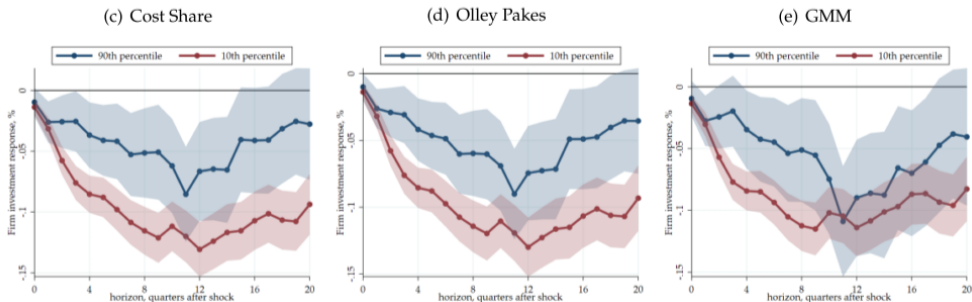 (c) Cost Share
90th percentile 10th percentile
Firm investment response, %
0
-.05
-.1
-.15
0 4 8 12 16 20
horizon, quarters after shock
(d) Olley Pakes
90th percentile 10th percentile
Firm investment response, %
0
-.05
-.1
-.15
0 4 8 12 16 20
horizon, quarters after shock
(e) GMM
90th percentile 10th percentile
Firm investment response, %
0
-.05
-.1
-.15
0 4 8 12 16 20
horizon, quarters after shock